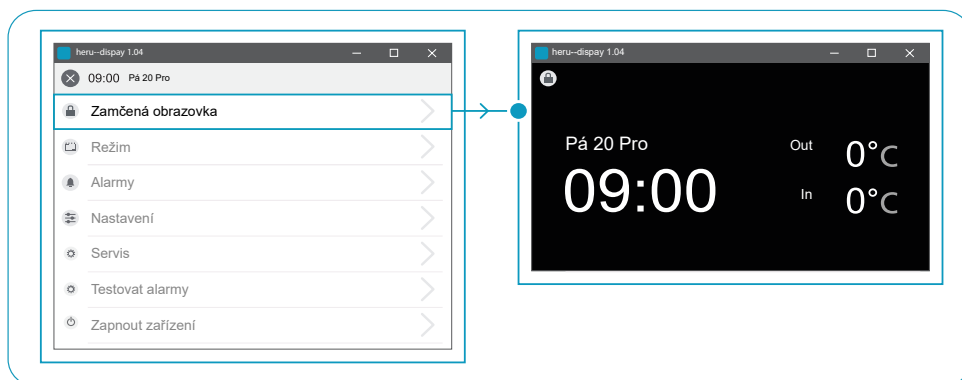 heru--dispay 1.04
09:00 Pá 20 Pro
Zamčená obrazovka
Režim
Alarmy
Nastavení
Servis
Testovat alarmy
Zapnout zařízení
heru--dispay 1.04
Pá 20 Pro
09:00
Out 0°C
In 0°C